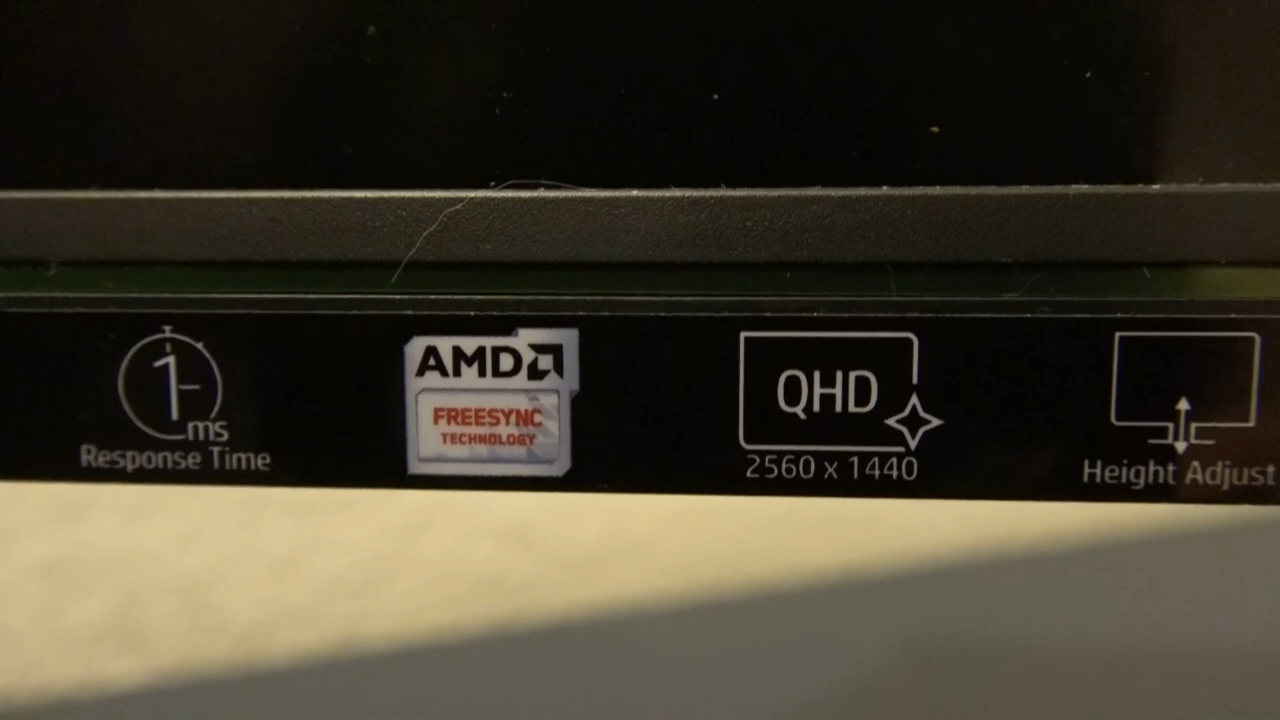 1
ms
Response Time
AMD
FREESYNC
TECHNOLOGY
QHD
2560 x 1440
Height Adjust